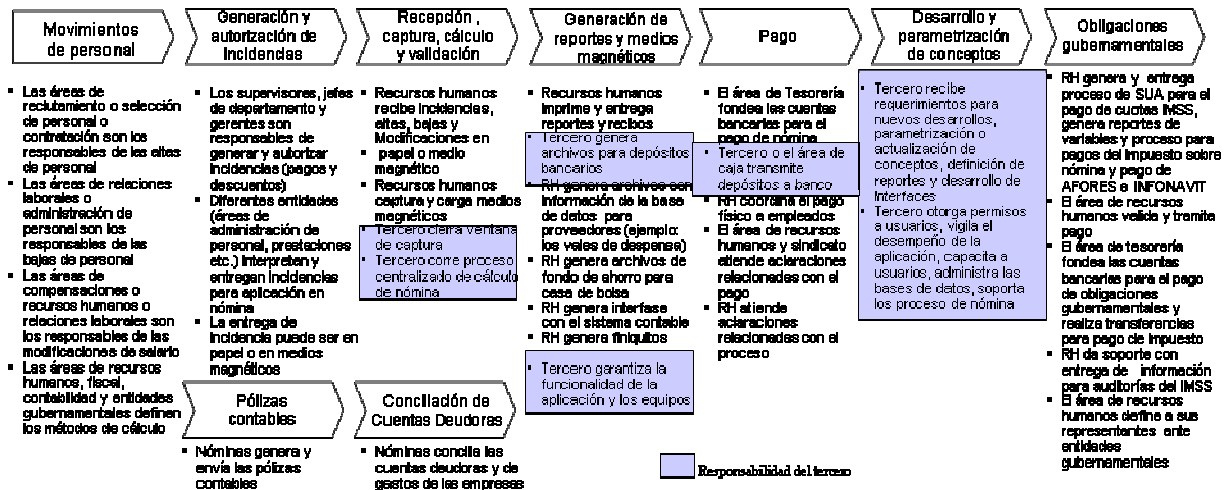 Movimientos
de personal
▪ Las áreas de
reclutamiento o selección
de personal o
contratación son los
responsables de las altas
de personal
▪ Las áreas de relaciones
laborales o
administración de
personal son los
responsables de las
bajas de personal
▪ Las áreas de
compensaciones o
recursos humanos o
relaciones laborales son
los responsables de las
modificaciones de salario
▪ Las áreas de recursos
humanos, fiscal,
contabilidad y entidades
gubernamentales definen
los métodos de cálculo
Generación y
autorización de
incidencias
▪ Los supervisores, jefes
de departamento y
gerentes son
responsables de
generar y autorizar
incidencias (pagos y
descuentos)
▪ Diferentes entidades
(áreas de
administración de
personal, prestaciones
etc.) interpretan y
entregan incidencias
para aplicación en
nómina
▪ La entrega de
incidencia puede ser en
papel o en medios
magnéticos
Recepción ,
captura, cálculo
y validación
▪ Recursos humanos
recibe incidencias,
altas, bajas y
Modificaciones en
▪ papel o medio
magnético
▪ Recursos humanos
captura y carga medios
magnéticos
▪ Tercero cierra ventana
de captura
▪ Tercero corre proceso
centralizado de cálculo
de nómina
Generación de
reportes y medios
magnéticos
▪ Recursos humanos
imprime y entrega
reportes y recibos
▪ Tercero genera
archivos para depósitos
bancarios
▪ RH genera archivos con
información de la base
de datos para
proveedores (ejemplo:
los vales de despensa)
▪ RH genera archivos de
fondo de ahorro para
casa de bolsa
▪ RH genera interfase
con el sistema contable
▪ RH genera finiquitos
▪ Tercero garantiza la
funcionalidad de la
aplicación y los equipos
Pago
▪ El área de Tesorería
fondea las cuentas
bancarias para el
pago de nómina
▪ Tercero o el área de
caja transmite
depósitos a banco
▪ RH coordina el pago
físico a empleados
▪ El área de recursos
humanos y sindicato
atiende aclaraciones
relacionadas con el
pago
▪ RH atiende
aclaraciones
relacionadas con el
proceso
Desarrollo y
parametrización
de conceptos
▪ Tercero recibe
requerimientos para
nuevos desarrollos,
parametrización o
actualización de
conceptos, definición de
reportes y desarrollo de
Interfaces
▪ Tercero otorga permisos
a usuarios, vigila el
desempeño de la
aplicación, capacita a
usuarios, administra las
bases de datos, soporta
los proceso de nómina
Obligaciones
gubernamentales
▪ RH genera y entrega
proceso de SUA para el
pago de cuotas IMSS,
genera reportes de
variables y proceso para
pagos del impuesto sobre
nómina y pago de
AFORES e INFONAVIT
▪ El área de recursos
humanos valida y tramita
pago
▪ El área de tesorería
fondea las cuentas
bancarias para el pago
de obligaciones
gubernamentales y
realiza transferencias
para pago de impuesto
▪ RH da soporte con
entrega de información
para auditorías del IMSS
▪ El área de recursos
humanos define a sus
representantes ante
entidades
gubernamentales
Pólizas
contables
▪ Nóminas genera y
envía las pólizas
contables
Conciliación de
Cuentas Deudoras
▪ Nóminas concilia las
cuentas deudoras y de
gastos de las empresas
Responsabilidad del tercero